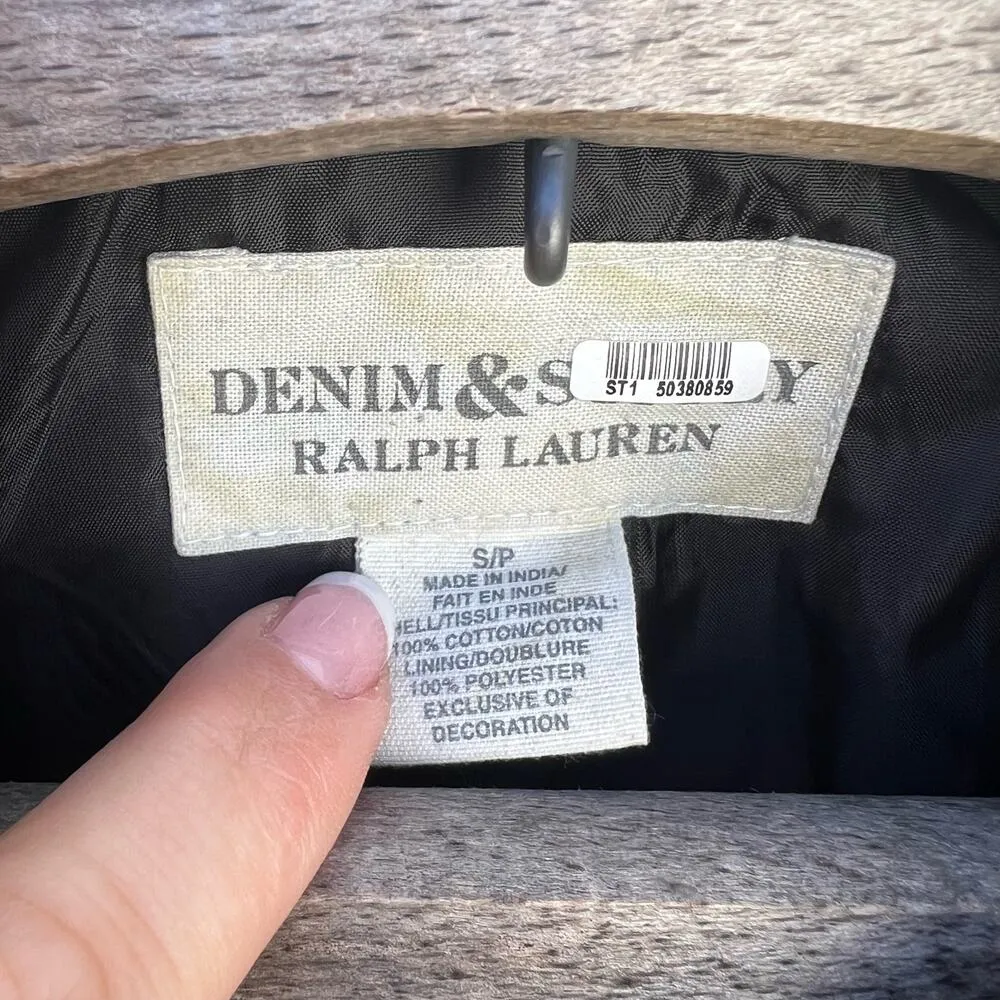 DENIM & S Y
ST1 50380859
RALPH LAUREN
S/P
MADE IN INDIA/
FAIT EN INDE
HELL/TISSU PRINCIPAL:
100% COTTON/COTON
LINING/DOUBLURE
100% POLYESTER
EXCLUSIVE OF
DECORATION